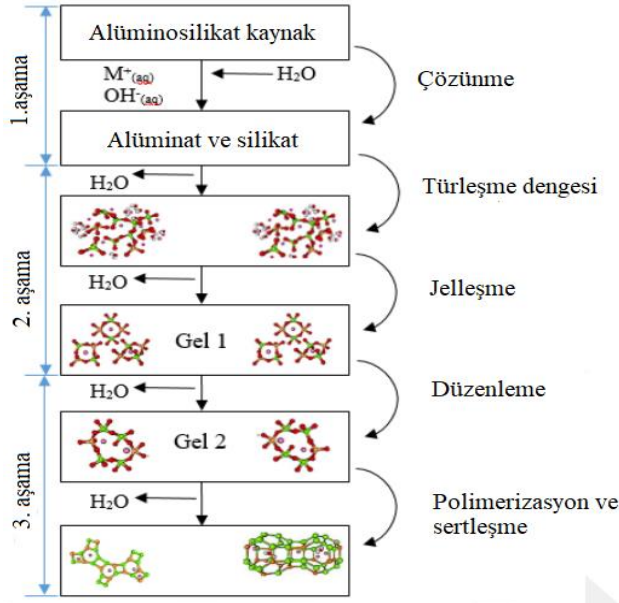 Alüminosilikat kaynak
1.aşama
M⁺(aq)
H₂O
OH⁻(aq)
Çözünme
Alüminat ve silikat
H₂O
Türleşme dengesi
2. aşama
H₂O
Jelleşme
Gel 1
H₂O
Düzenleme
Gel 2
3. aşama
H₂O
Polimerizasyon ve
sertleşme